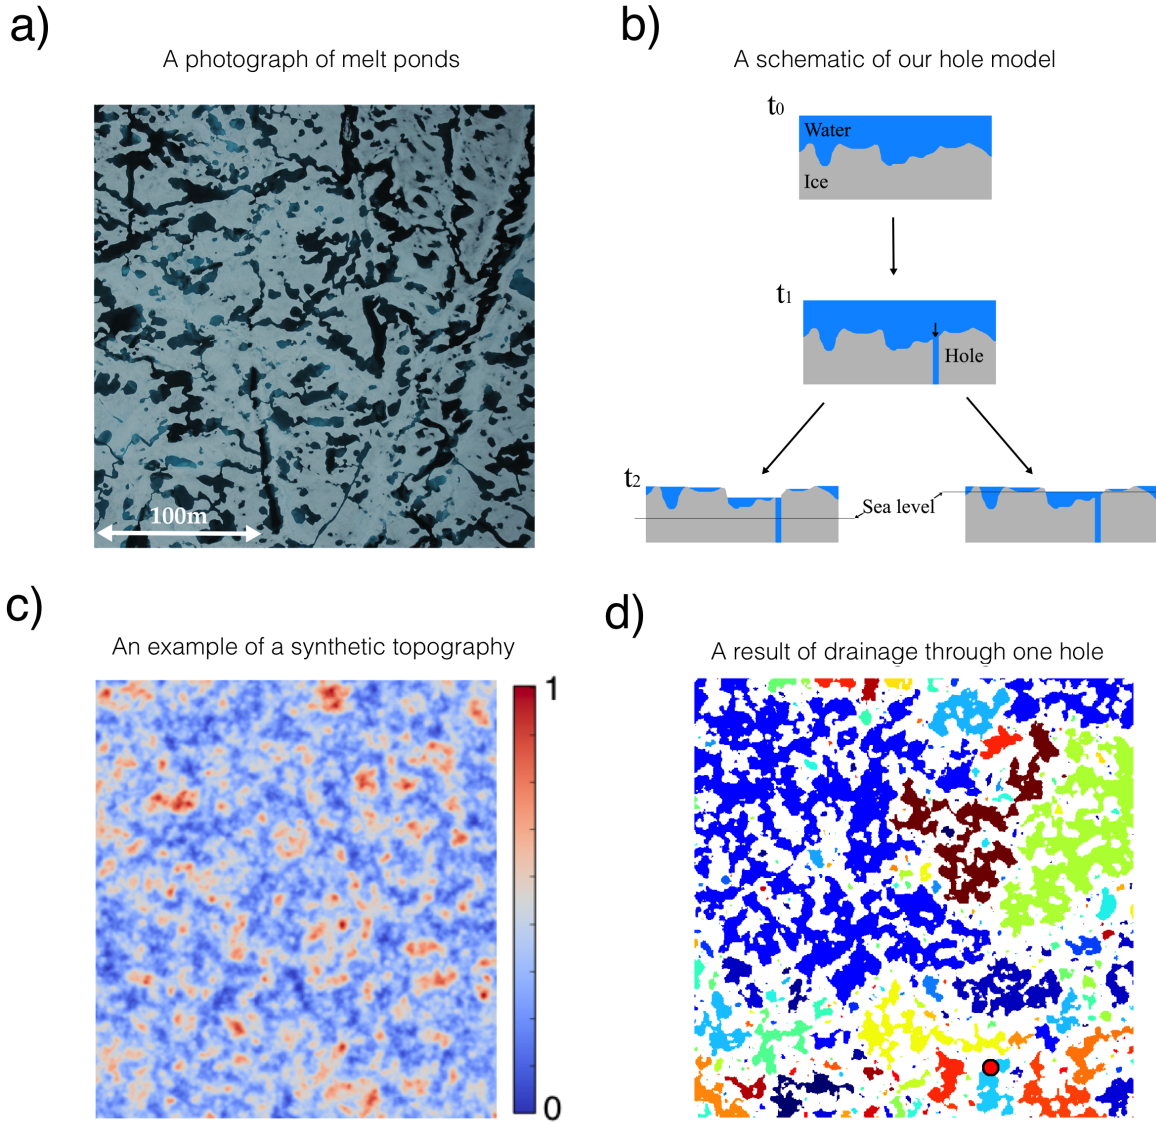 a)
A photograph of melt ponds
100m
b)
A schematic of our hole model
t0
Water
Ice
t1
Hole
t2
Sea level
c)
An example of a synthetic topography
1
0
d)
A result of drainage through one hole